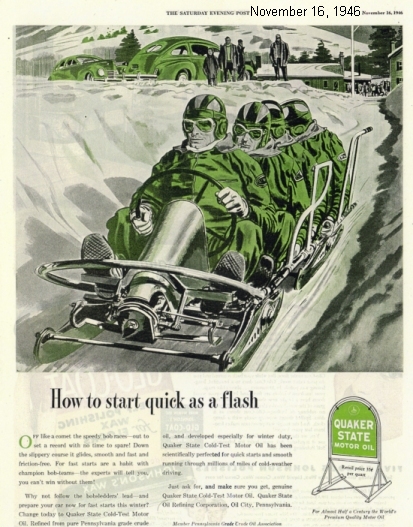 THE SATURDAY EVENING POST
November 16, 1946
November 16, 1946
How to start quick as a flash
OFF like a comet the speedy bob races—out to
set a record with no time to spare! Down
the slippery course it glides, smooth and fast and
friction-free. For fast starts are a habit with
champion bob-teams—the experts will tell you,
you can't win without them!
Why not follow the bobsledders' lead—and
prepare your car now for fast starts this winter?
Change today to Quaker State Cold-Test Motor
Oil. Refined from pure Pennsylvania grade crude
oil, and developed especially for winter duty,
Quaker State Cold-Test Motor Oil has been
scientifically perfected for quick starts and smooth
running through millions of miles of cold-weather
driving.
Just ask for, and make sure you get, genuine
Quaker State Cold-Test Motor Oil. Quaker State
Oil Refining Corporation, Oil City, Pennsylvania.
Member Pennsylvania Grade Crude Oil Association
QUAKER
STATE
MOTOR OIL
Retail price
per quart
For Almost Half a Century the World's
Premium Quality Motor Oil